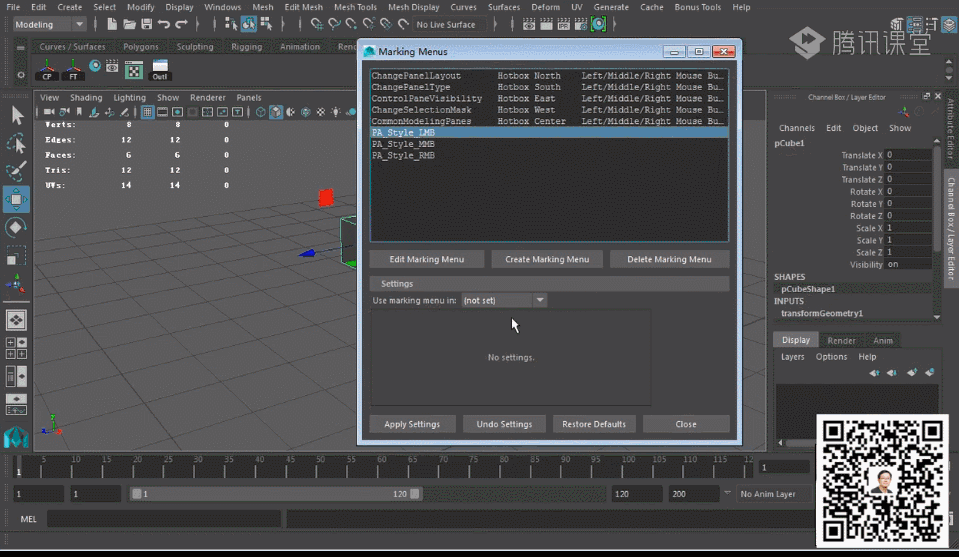 File Edit Create Select Modify Display Windows Mesh Edit Mesh Mesh Tools Mesh Display Curves Surfaces Deform UV Generate Cache Bonus Tools Help
Modeling
No Live Surface
腾讯课堂
Curves / Surfaces Polygons Sculpting Rigging Animation
CP FT Outl
View Shading Lighting Show Renderer Panels
Verts: 8 8 0
Edges: 12 12 0
Faces: 6 6 0
Tris: 12 12 0
UVs: 14 14 0
Marking Menus
ChangePanelLayout Hotbox North Left/Middle/Right Mouse Bu...
ChangePanelType Hotbox South Left/Middle/Right Mouse Bu...
ControlPaneVisibility Hotbox East Left/Middle/Right Mouse Bu...
ChangeSelectionMask Hotbox West Left/Middle/Right Mouse Bu...
CommonModelingPanes Hotbox Center Left/Middle/Right Mouse Bu...
PA_Style_LMB
PA_Style_MMB
PA_Style_RMB
Edit Marking Menu Create Marking Menu Delete Marking Menu
Settings
Use marking menu in: (not set)
No settings.
Apply Settings Undo Settings Restore Defaults Close
Channel Box / Layer Editor
Channels Edit Object Show
pCube1
Translate X 0
Translate Y 0
Translate Z 0
Rotate X 0
Rotate Y 0
Rotate Z 0
Scale X 1
Scale Y 1
Scale Z 1
Visibility on
SHAPES
pCubeShape1
INPUTS
transformGeometry1
Display Render Anim
Layers Options Help
Attribute Editor
Channel Box / Layer Editor
5 10 15 20 25 30 35 40 45 50 55 60 65 70 75 80 85 90 95 100 105 110 115 12
1
1
1 1 1 120 120 200 No Anim Layer
MEL